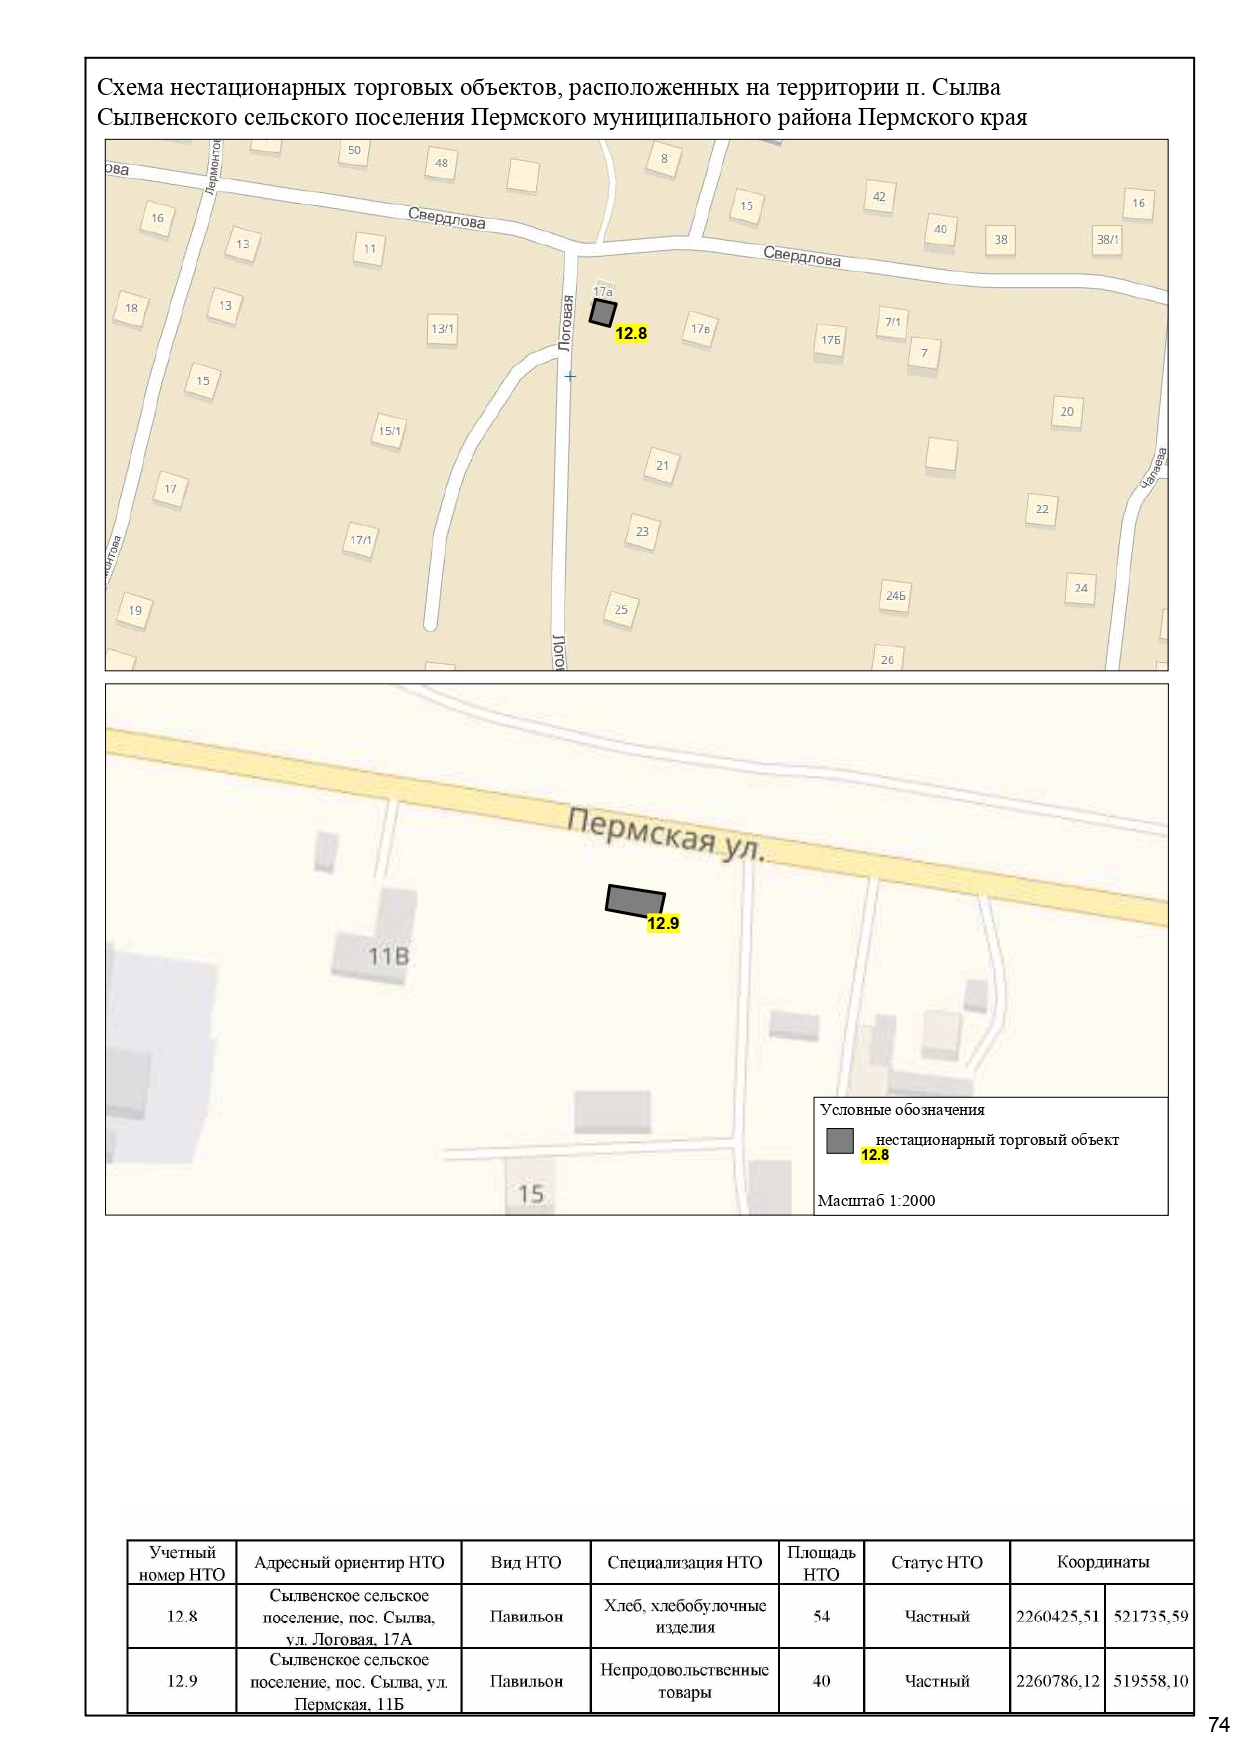 Схема нестационарных торговых объектов, расположенных на территории п. Сылва
Сылвенского сельского поселения Пермского муниципального района Пермского края
50
48
8
ова
Лермонтов
Свердлова
16
13
11
15
42
40
38
38/1
16
Свердлова
18
13
13/1
Логовая
17а
12.8
17в
17Б
7/1
7
15
15/1
20
21
17
17/1
23
22
Чапаева
монтова
19
25
24Б
24
Логов
26
Пермская ул.
12.9
11В
15
Условные обозначения
нестационарный торговый объект
12.8
Масштаб 1:2000
Учетный номер НТО Адресный ориентир НТО Вид НТО Специализация НТО Площадь НТО Статус НТО Координаты
12.8 Сылвенское сельское поселение, пос. Сылва, ул. Логовая, 17А Павильон Хлеб, хлебобулочные изделия 54 Частный 2260425,51 521735,59
12.9 Сылвенское сельское поселение, пос. Сылва, ул. Пермская, 11Б Павильон Непродовольственные товары 40 Частный 2260786,12 519558,10
74